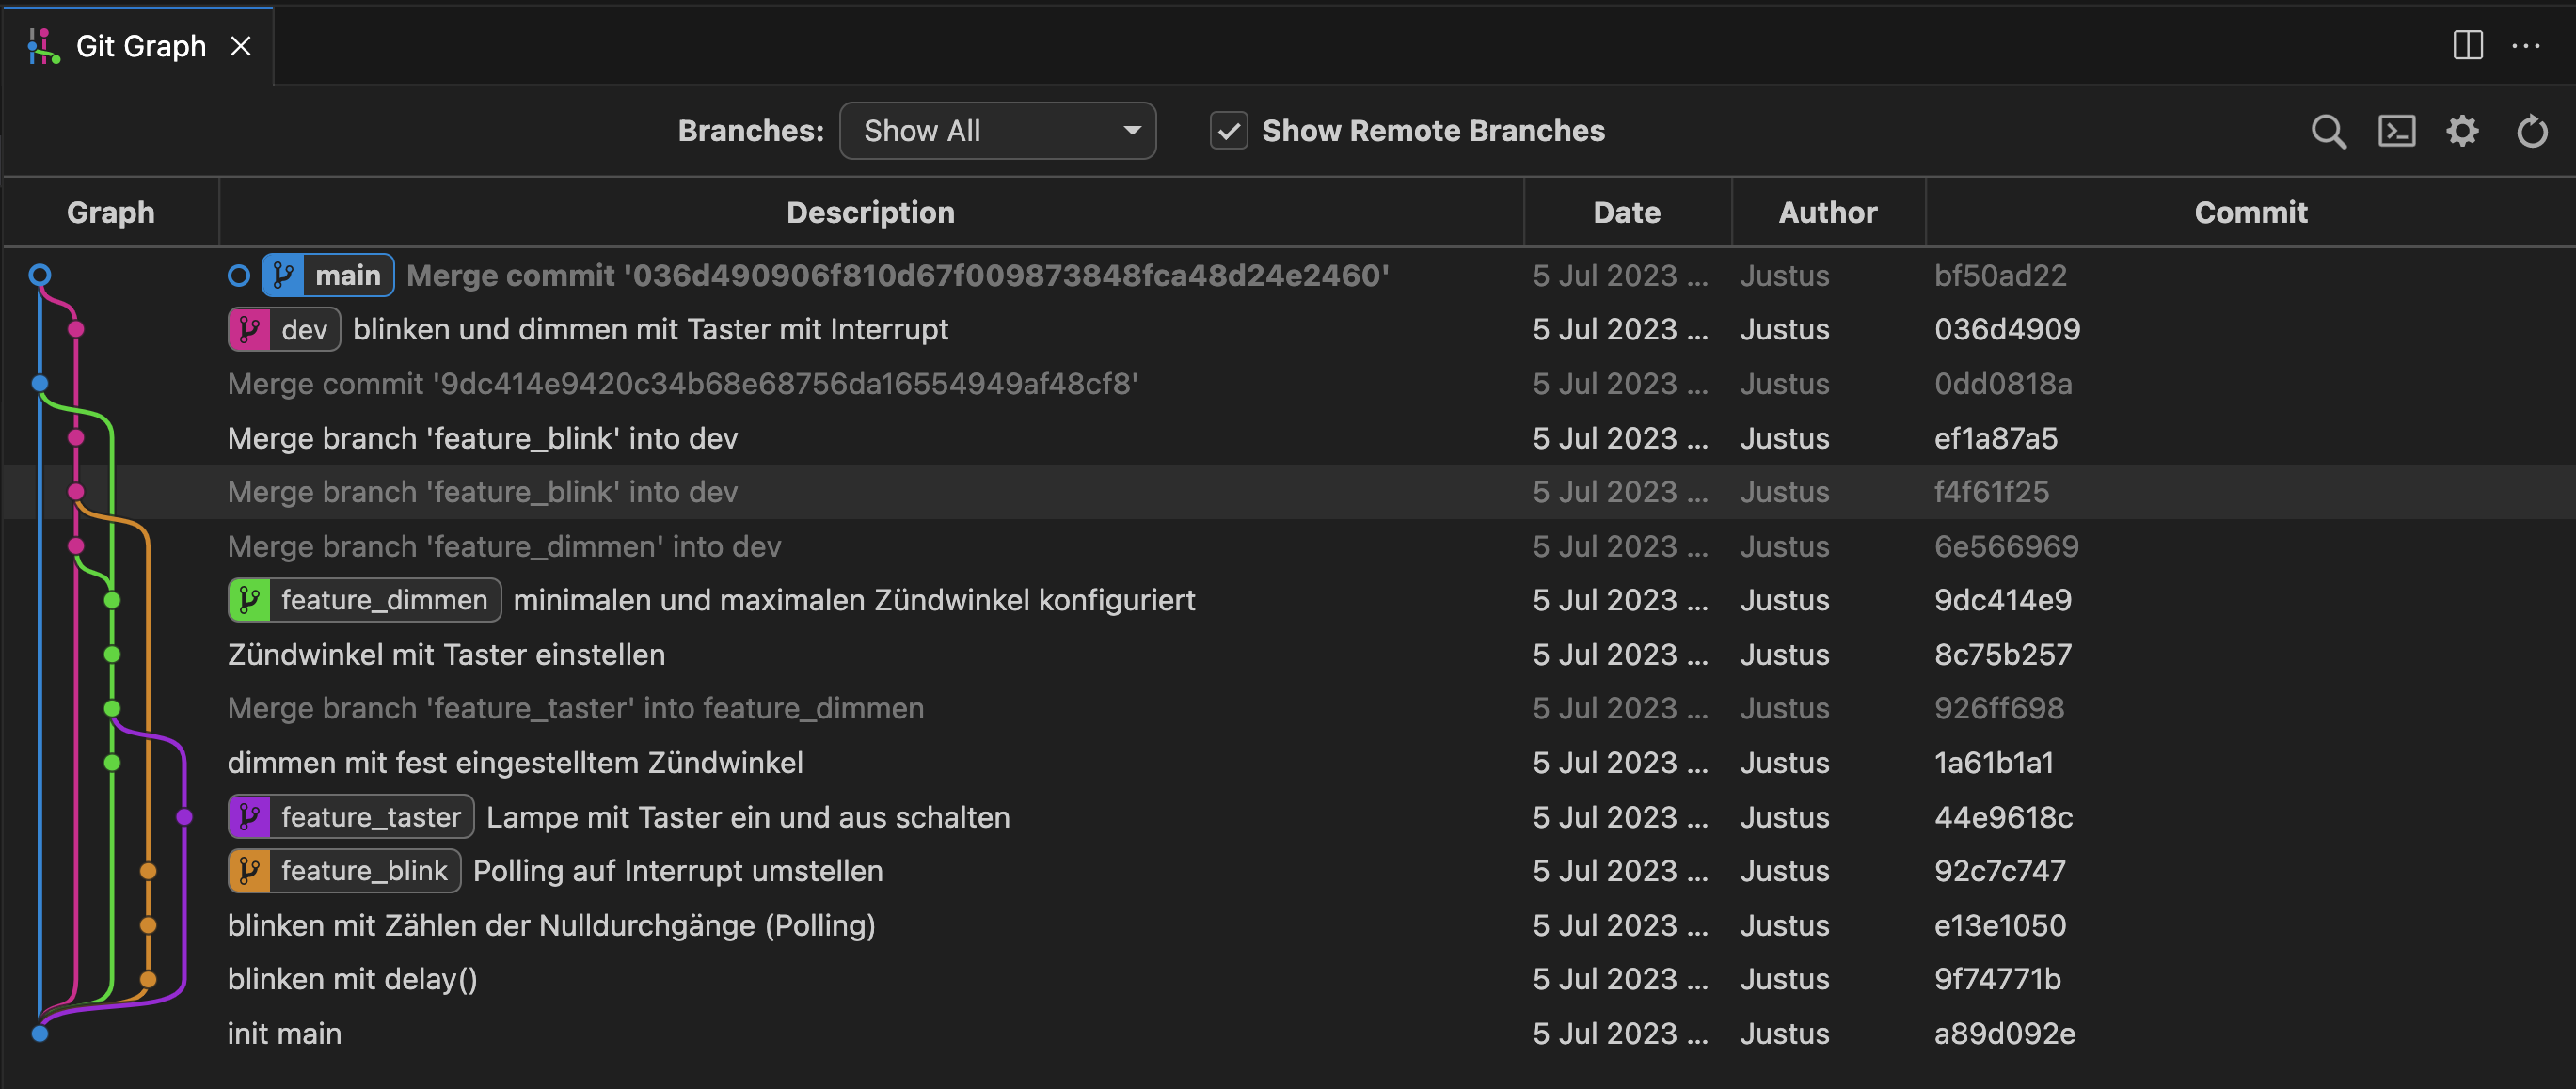 Git Graph
Branches: Show All Show Remote Branches
Graph Description Date Author Commit
main Merge commit '036d490906f810d67f009873848fca48d24e2460' 5 Jul 2023 ... Justus bf50ad22
dev blinken und dimmen mit Taster mit Interrupt 5 Jul 2023 ... Justus 036d4909
Merge commit '9dc414e9420c34b68e68756da16554949af48cf8' 5 Jul 2023 ... Justus 0dd0818a
Merge branch 'feature_blink' into dev 5 Jul 2023 ... Justus ef1a87a5
Merge branch 'feature_blink' into dev 5 Jul 2023 ... Justus f4f61f25
Merge branch 'feature_dimmen' into dev 5 Jul 2023 ... Justus 6e566969
feature_dimmen minimalen und maximalen Zündwinkel konfiguriert 5 Jul 2023 ... Justus 9dc414e9
Zündwinkel mit Taster einstellen 5 Jul 2023 ... Justus 8c75b257
Merge branch 'feature_taster' into feature_dimmen 5 Jul 2023 ... Justus 926ff698
dimmen mit fest eingestelltem Zündwinkel 5 Jul 2023 ... Justus 1a61b1a1
feature_taster Lampe mit Taster ein und aus schalten 5 Jul 2023 ... Justus 44e9618c
feature_blink Polling auf Interrupt umstellen 5 Jul 2023 ... Justus 92c7c747
blinken mit Zählen der Nulldurchgänge (Polling) 5 Jul 2023 ... Justus e13e1050
blinken mit delay() 5 Jul 2023 ... Justus 9f74771b
init main 5 Jul 2023 ... Justus a89d092e